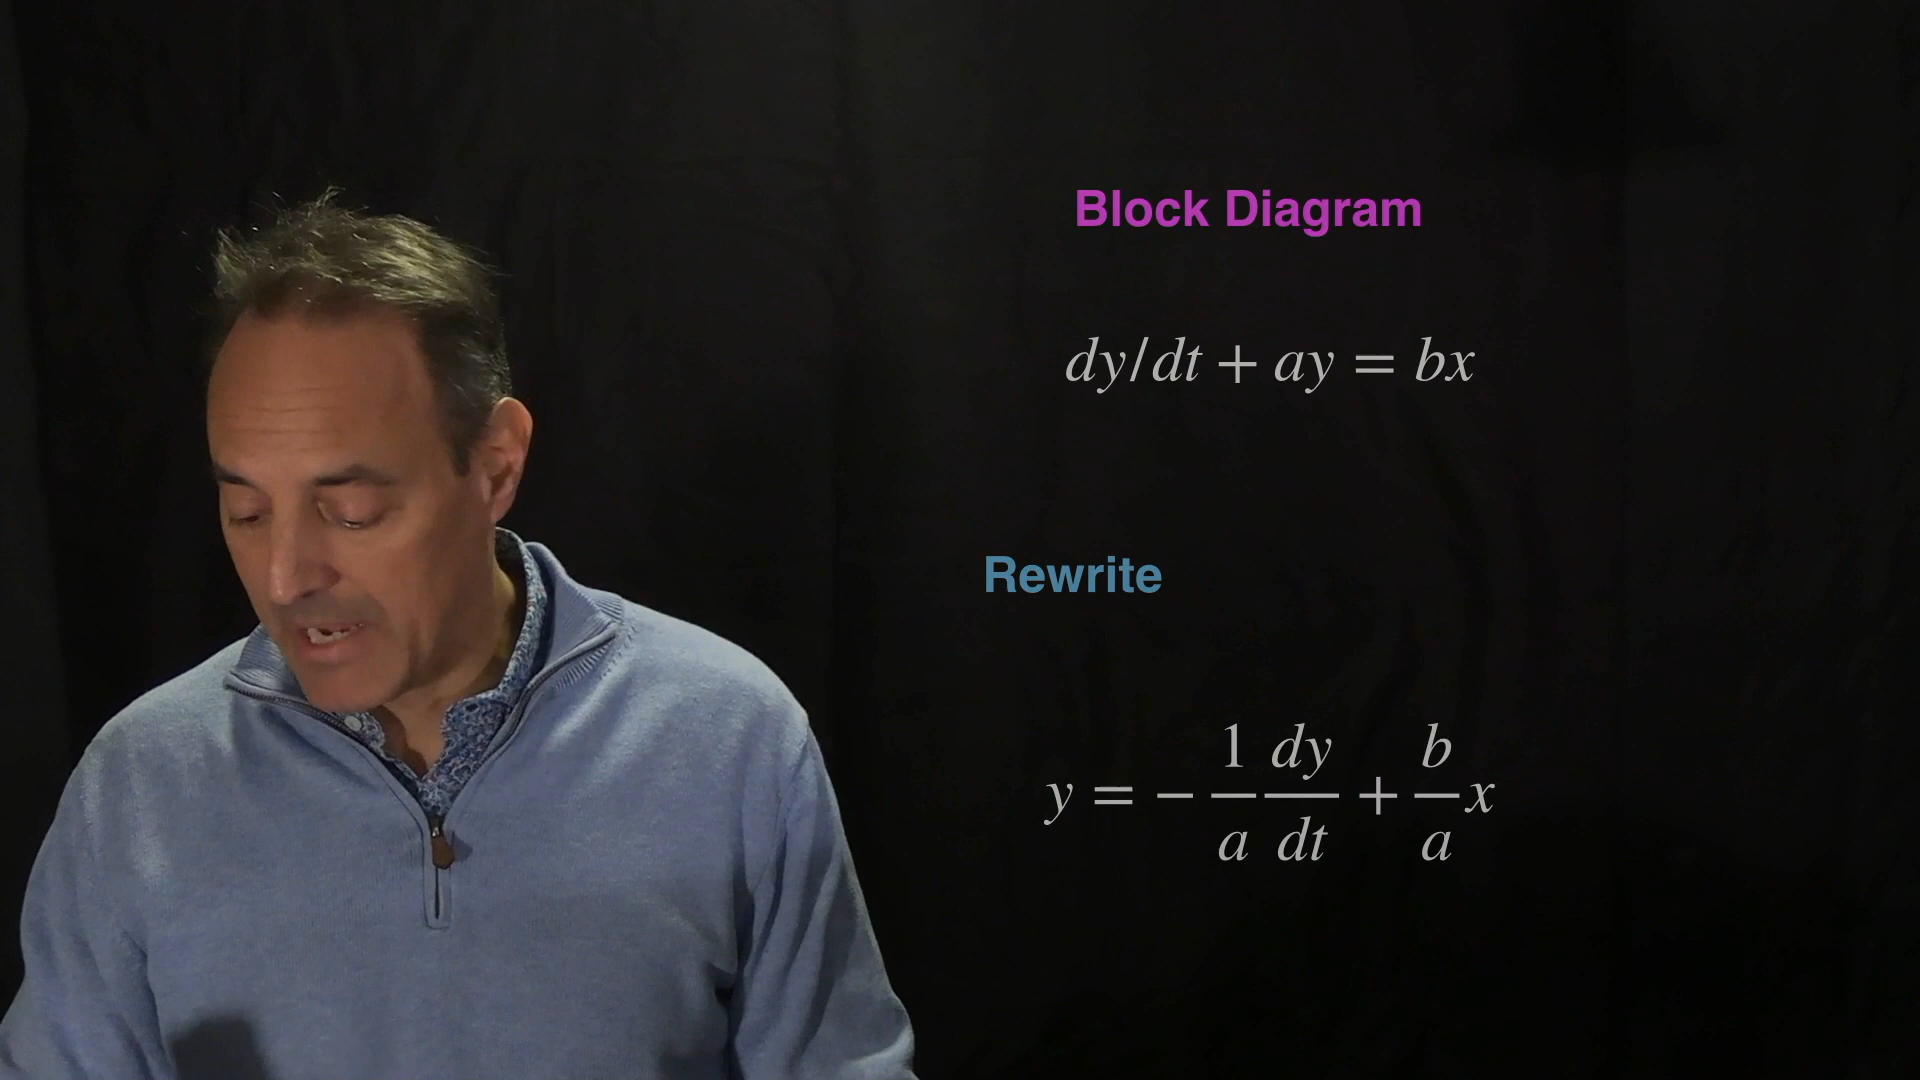 Block Diagram
dy/dt + ay = bx
Rewrite
y = − 1/a dy/dt + b/a x